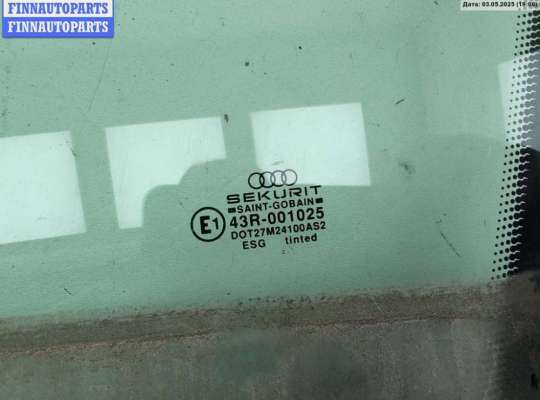 FINNAUTOPARTS
FINNAUTOPARTS
Дата: 03.05.2025
SEKURIT
SAINT-GOBAIN
E1 43R-001025
DOT27M24100AS2
ESG tinted